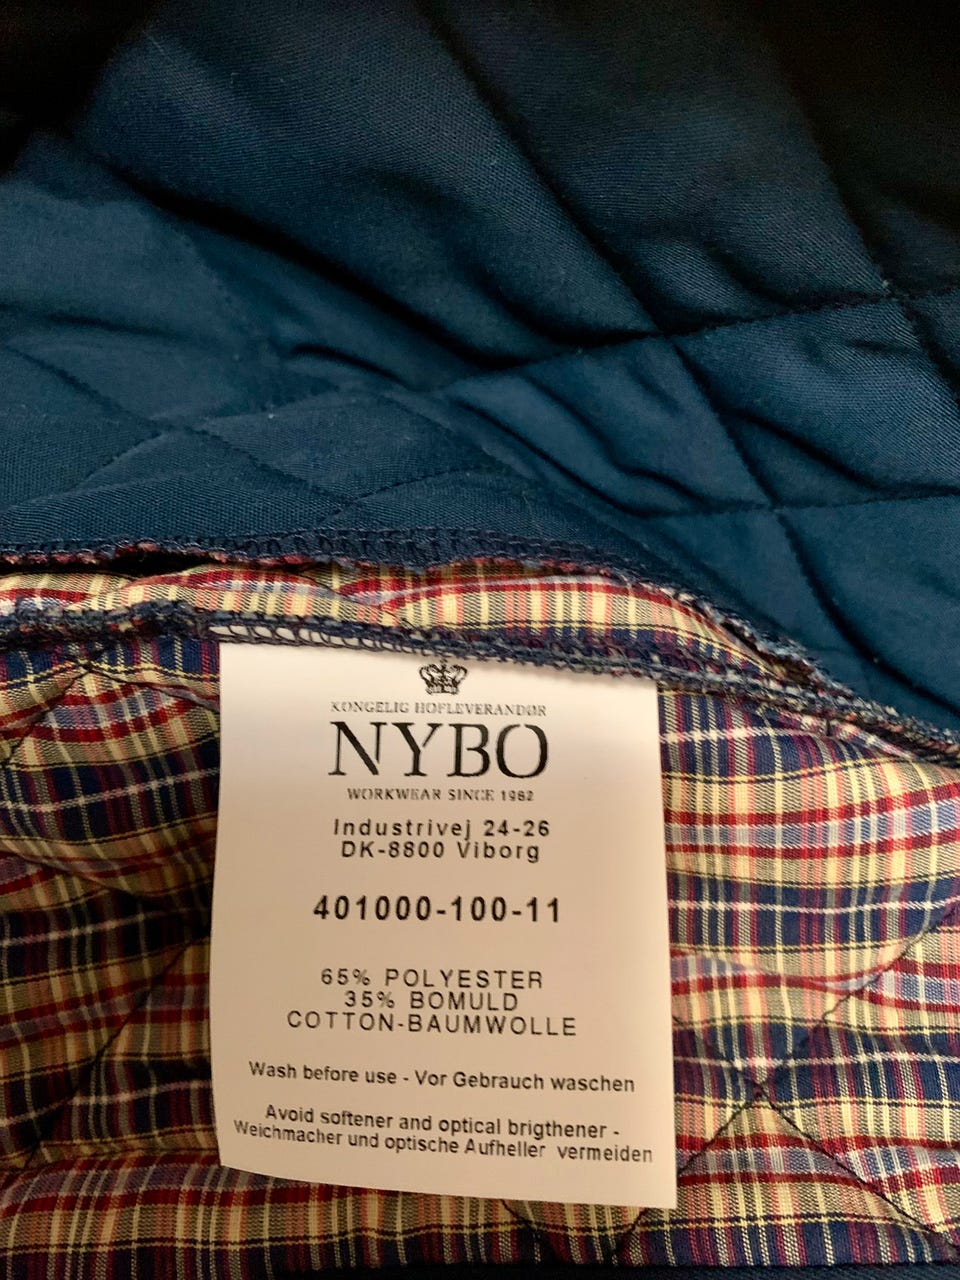 KONGELIG HOFLEVERANDØR
NYBO
WORKWEAR SINCE 1982
Industrivej 24-26
DK-8800 Viborg
401000-100-11
65% POLYESTER
35% BOMULD
COTTON-BAUMWOLLE
Wash before use - Vor Gebrauch waschen
Avoid softener and optical brigthener -
Weichmacher und optische Aufheller vermeiden